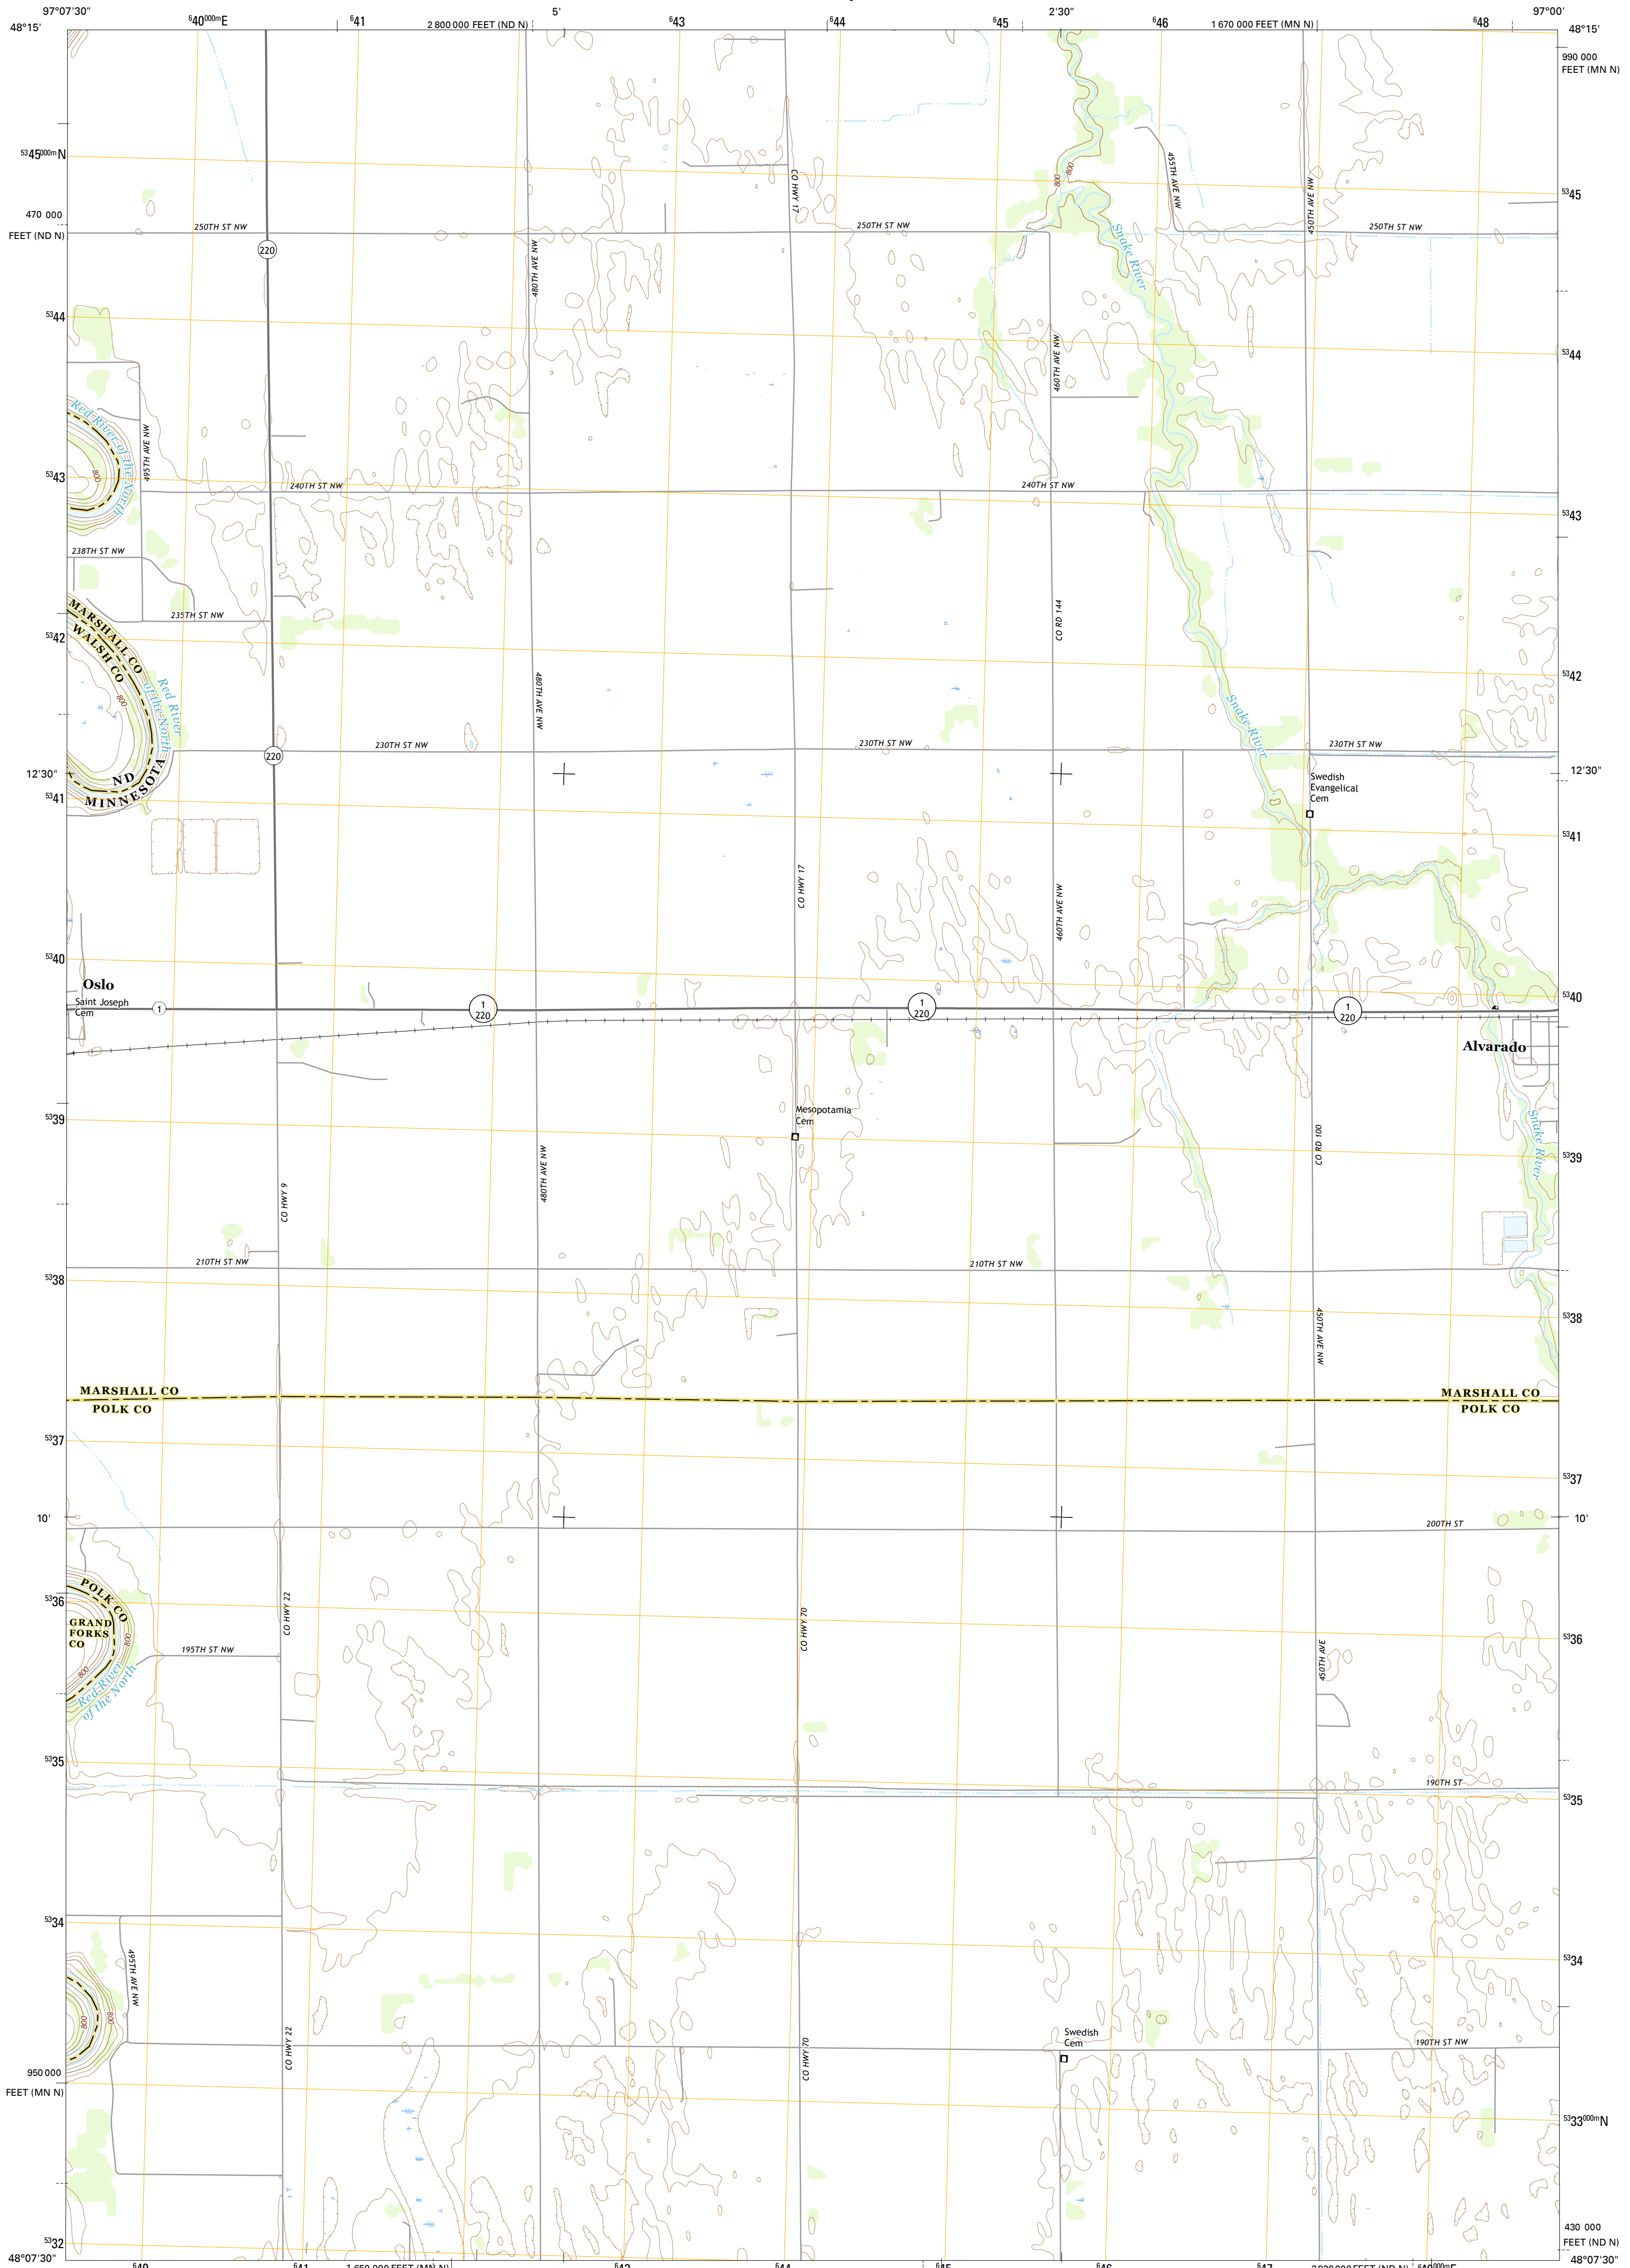 97°07'30"
640000mE
641
2 800 000 FEET (ND N)
5'
643
644
645
2'30"
646
1 670 000 FEET (MN N)
648
97°00'
48°15'
48°15'
990 000
FEET (MN N)
5345000mN
CO HWY 17
800
800
455TH AVE NW
450TH AVE NW
5345
470 000
FEET (ND N)
250TH ST NW
250TH ST NW
250TH ST NW
220
480TH AVE NW
Snake River
5344
460TH AVE NW
5344
Red River of the North
495TH AVE NW
800
5343
240TH ST NW
240TH ST NW
5343
238TH ST NW
235TH ST NW
CO RD 144
MARSHALL CO
WALSH CO
5342
800
Red River
of the North
480TH AVE NW
5342
Snake River
230TH ST NW
230TH ST NW
230TH ST NW
220
12'30"
ND
MINNESOTA
12'30"
Swedish
Evangelical
Cem
5341
5341
CO HWY 17
460TH AVE NW
5340
Oslo
Saint Joseph
Cem
1
1
220
1
220
1
220
5340
Alvarado
5339
Mesopotamia
Cem
CO RD 100
Snake River
5339
480TH AVE NW
CO HWY 9
210TH ST NW
210TH ST NW
5338
5338
450TH AVE NW
MARSHALL CO
POLK CO
MARSHALL CO
POLK CO
5337
5337
10'
200TH ST
10'
POLK CO
5336
GRAND
FORKS
CO
800
800
CO HWY 22
CO HWY 70
195TH ST NW
5336
450TH AVE
Red River
of the North
5335
190TH ST
5335
5334
495TH AVE NW
5334
800
800
CO HWY 22
CO HWY 70
Swedish
Cem
190TH ST NW
950 000
FEET (MN N)
5333000mN
430 000
FEET (ND N)
5332
48°07'30"
48°07'30"